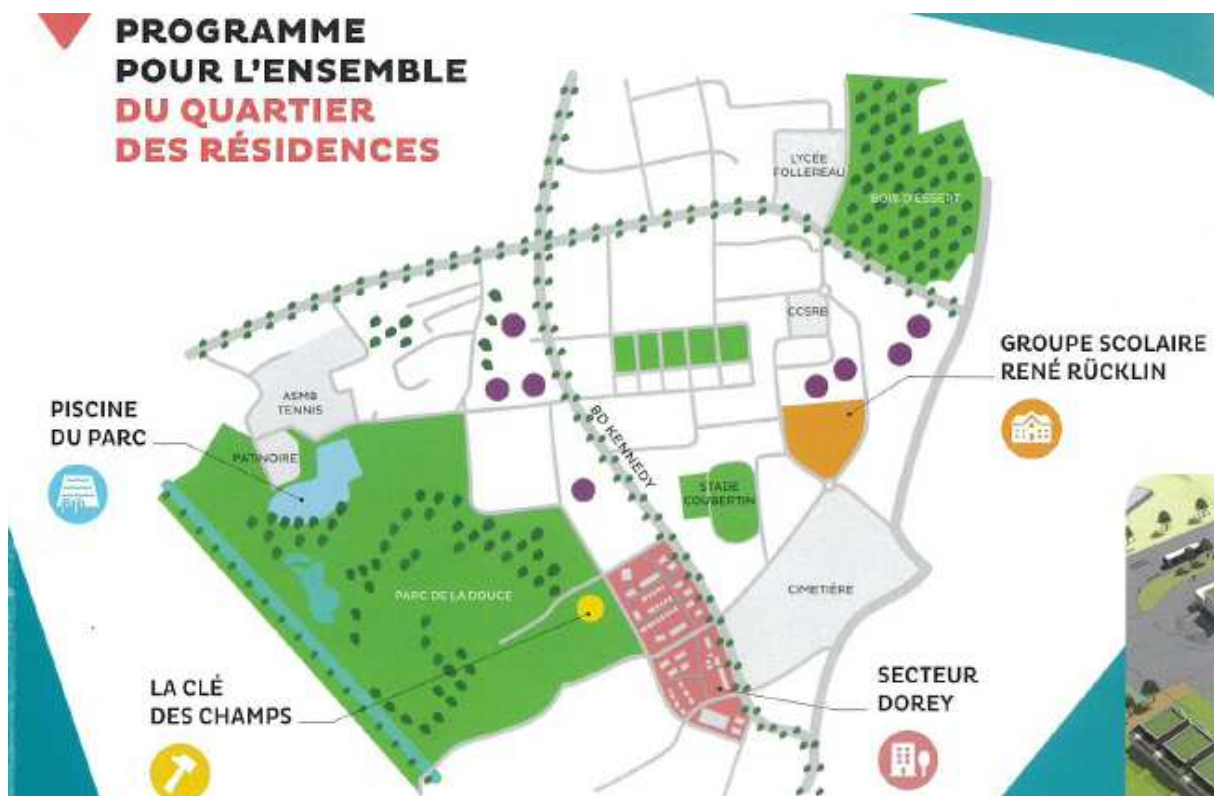 PROGRAMME
POUR L'ENSEMBLE
DU QUARTIER
DES RÉSIDENCES
LYCÉE
FOLLEREAU
BOIS D'ESSERT
CCSRB
GROUPE SCOLAIRE
RENÉ RÜCKLIN
ASMB
TENNIS
PISCINE
DU PARC
PATINOIRE
BD KENNEDY
STADE
COUBERTIN
PARC DE LA DOUCE
CIMETIÈRE
LA CLÉ
DES CHAMPS
SECTEUR
DOREY